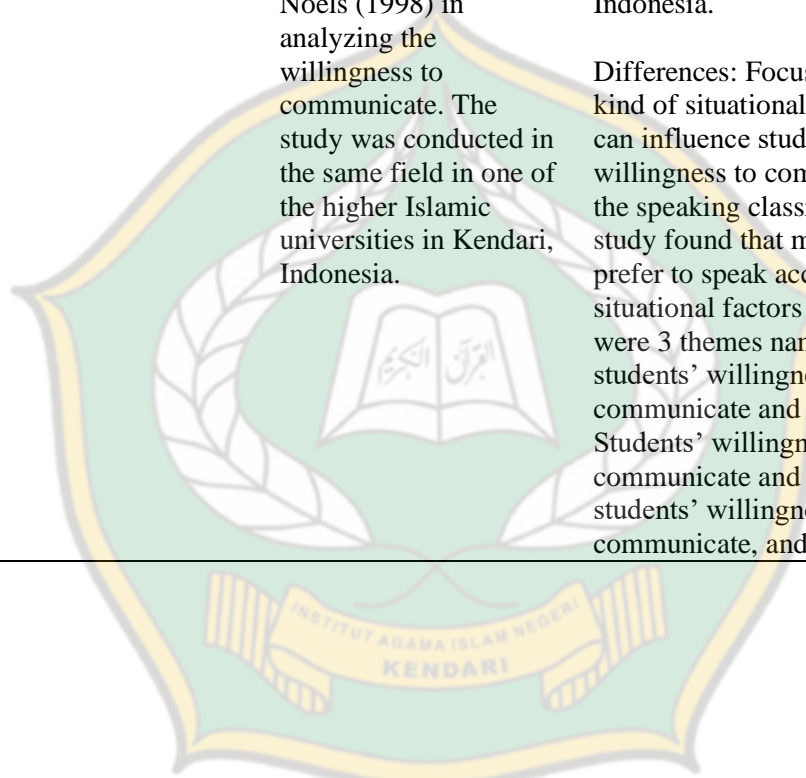 Noels (1998) in
analyzing the
willingness to
communicate. The
study was conducted in
the same field in one of
the higher Islamic
universities in Kendari,
Indonesia.
Indonesia.
Differences: Focus
kind of situational
can influence stud
willingness to com
the speaking class
study found that m
prefer to speak acc
situational factors
were 3 themes nam
students' willingne
communicate and
Students' willingn
communicate and
students' willingne
communicate, and
القرآن الكريم
INSTITUT AGAMA ISLAM NEGERI
KENDARI